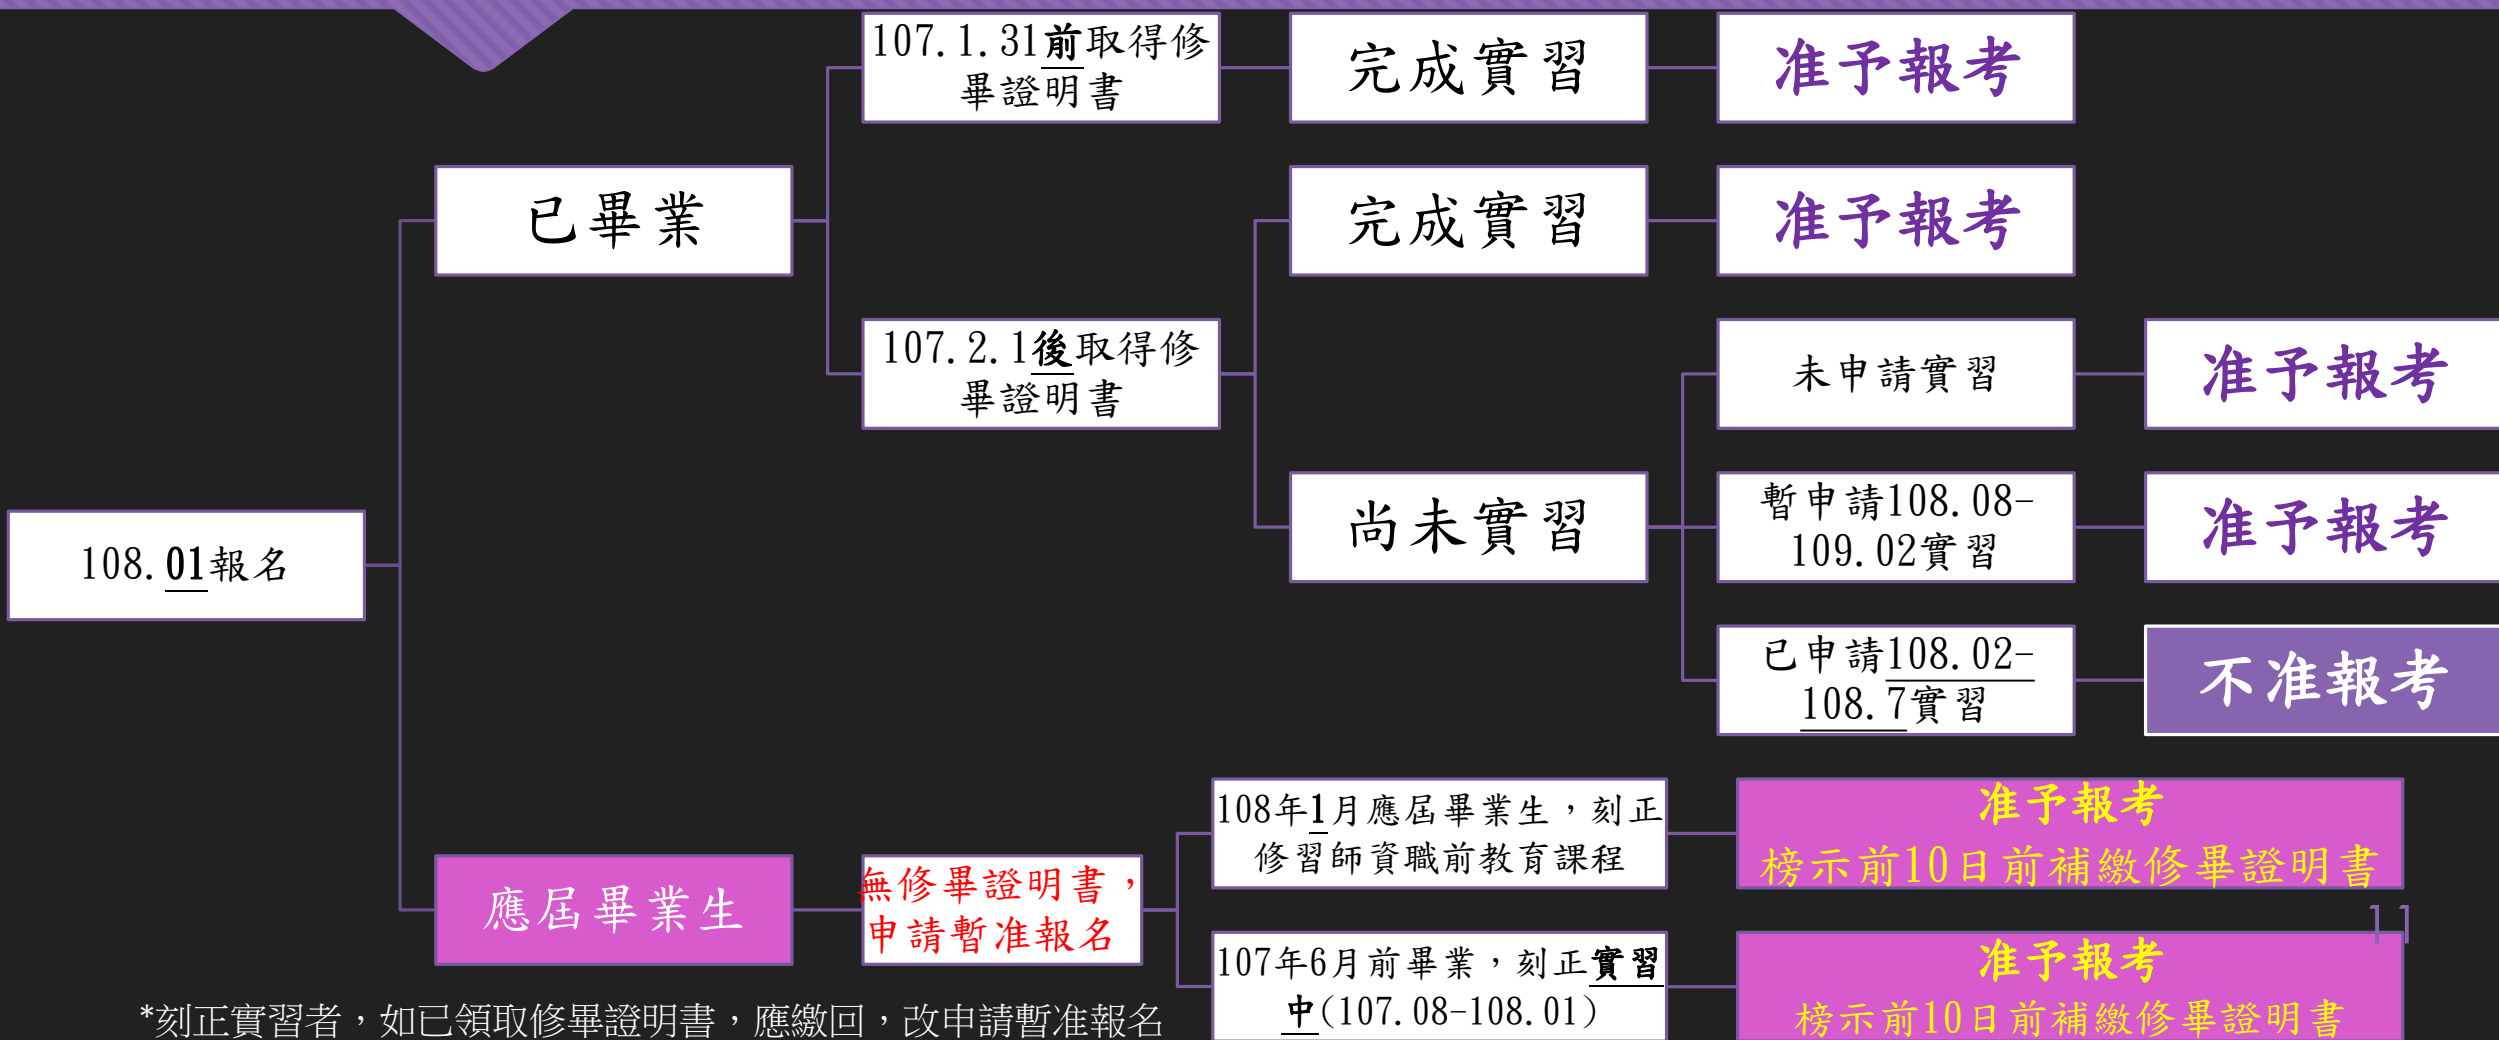 108.01報名
已畢業
107.1.31前取得修
畢證明書
完成實習
准予報考
107.2.1後取得修
畢證明書
完成實習
准予報考
尚未實習
未申請實習
准予報考
暫申請108.08-
109.02實習
准予報考
已申請108.02-
108.7實習
不准報考
應屆畢業生
無修畢證明書，
申請暫准報名
108年1月應屆畢業生，刻正
修習師資職前教育課程
准予報考
榜示前10日前補繳修畢證明書
107年6月前畢業，刻正實習
中(107.08-108.01)
准予報考
榜示前10日前補繳修畢證明書
*刻正實習者，如已領取修畢證明書，應繳回，改申請暫准報名